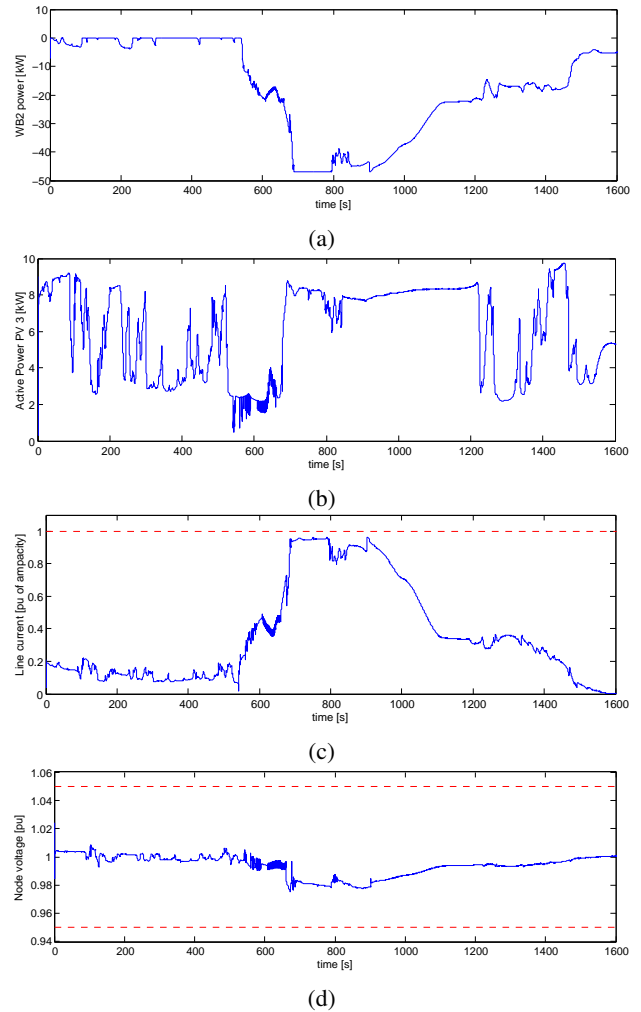 10
0
−10
−20
−30
−40
−50
WB2 power [kW]
0 200 400 600 800 1000 1200 1400 1600
time [s]
(a)
10
8
6
4
2
0
Active Power PV 3 [kW]
0 200 400 600 800 1000 1200 1400 1600
time [s]
(b)
1
0.8
0.6
0.4
0.2
0
Line current [pu of ampacity]
0 200 400 600 800 1000 1200 1400 1600
time [s]
(c)
1.06
1.04
1.02
1
0.98
0.96
0.94
Node voltage [pu]
0 200 400 600 800 1000 1200 1400 1600
time [s]
(d)